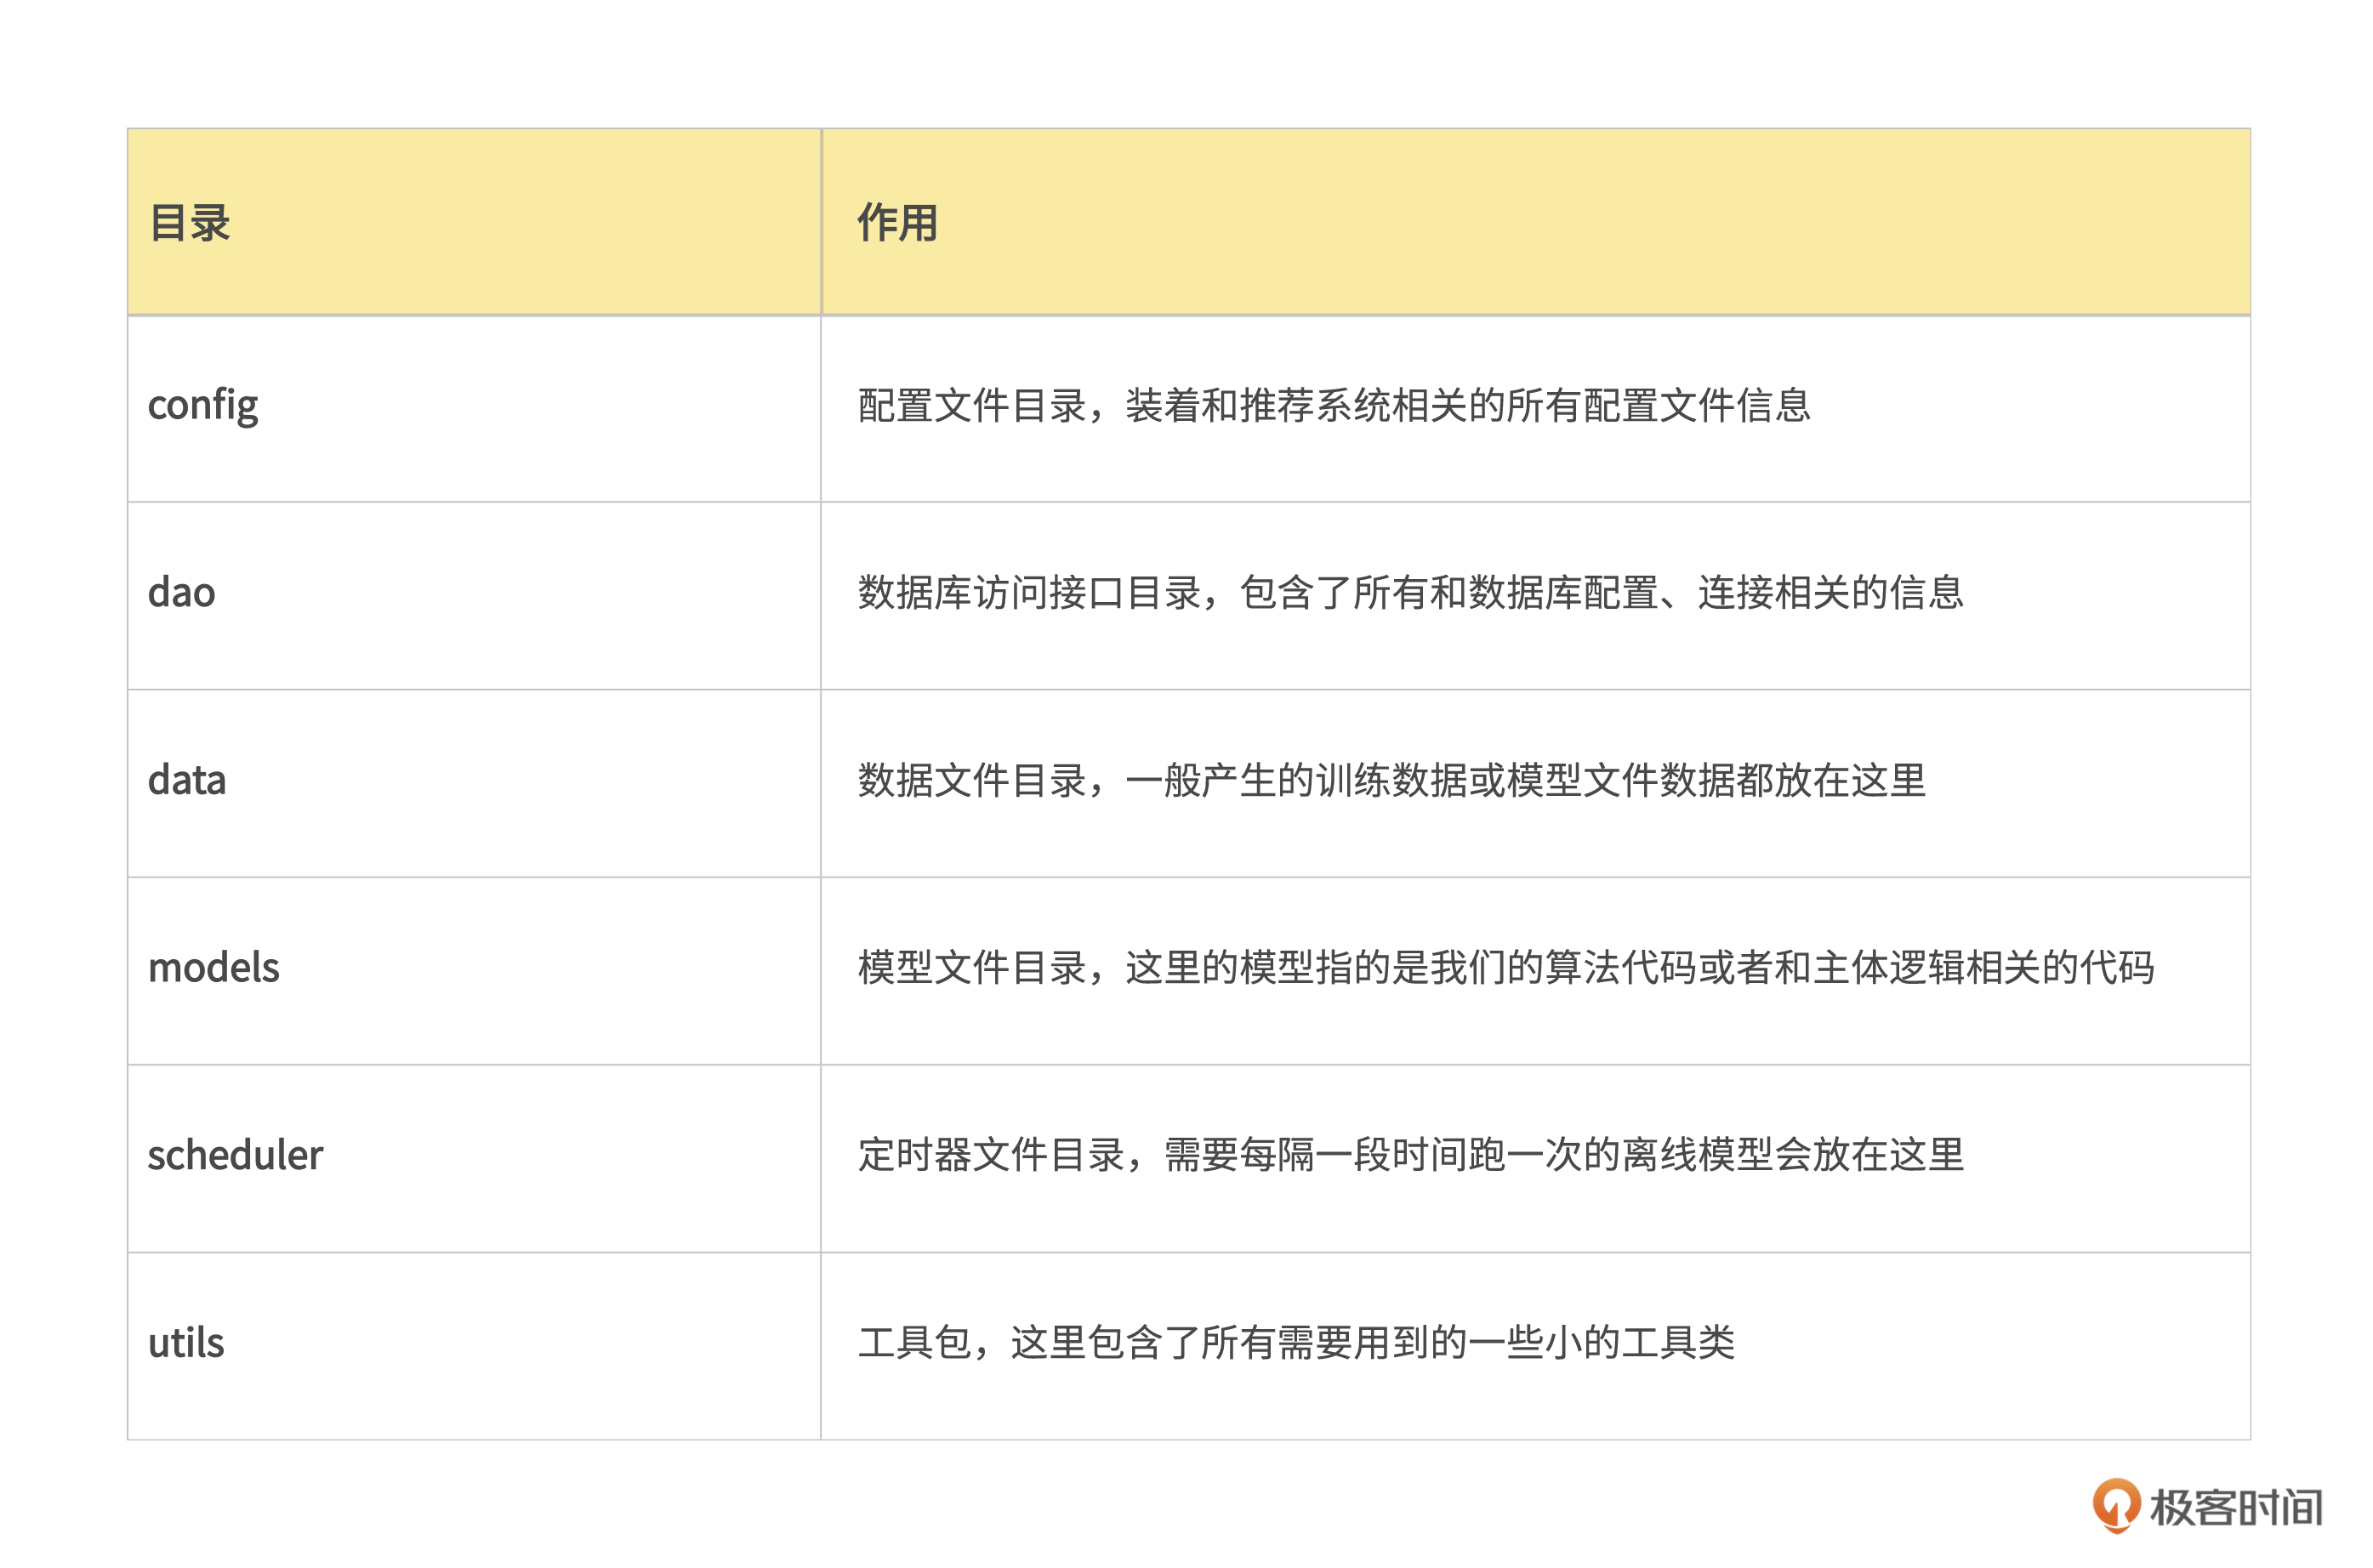 目录 作用
config 配置文件目录，装着和推荐系统相关的所有配置文件信息
dao 数据库访问接口目录，包含了所有和数据库配置、连接相关的信息
data 数据文件目录，一般产生的训练数据或模型文件数据都放在这里
models 模型文件目录，这里的模型指的是我们的算法代码或者和主体逻辑相关的代码
scheduler 定时器文件目录，需要每隔一段时间跑一次的离线模型会放在这里
utils 工具包，这里包含了所有需要用到的一些小的工具类
极客时间